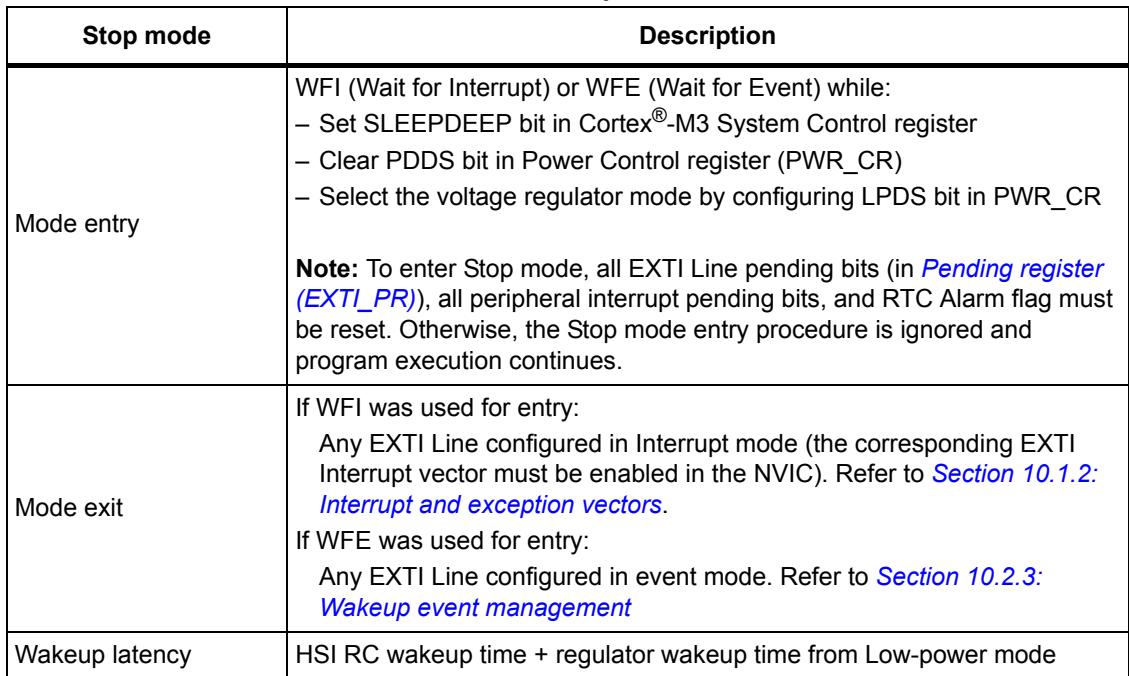 Stop mode
Description
Mode entry
WFI (Wait for Interrupt) or WFE (Wait for Event) while:
– Set SLEEPDEEP bit in Cortex®-M3 System Control register
– Clear PDDS bit in Power Control register (PWR_CR)
– Select the voltage regulator mode by configuring LPDS bit in PWR_CR
Note: To enter Stop mode, all EXTI Line pending bits (in Pending register
(EXTI_PR)), all peripheral interrupt pending bits, and RTC Alarm flag must
be reset. Otherwise, the Stop mode entry procedure is ignored and
program execution continues.
Mode exit
If WFI was used for entry:
Any EXTI Line configured in Interrupt mode (the corresponding EXTI
Interrupt vector must be enabled in the NVIC). Refer to Section 10.1.2:
Interrupt and exception vectors.
If WFE was used for entry:
Any EXTI Line configured in event mode. Refer to Section 10.2.3:
Wakeup event management
Wakeup latency
HSI RC wakeup time + regulator wakeup time from Low-power mode